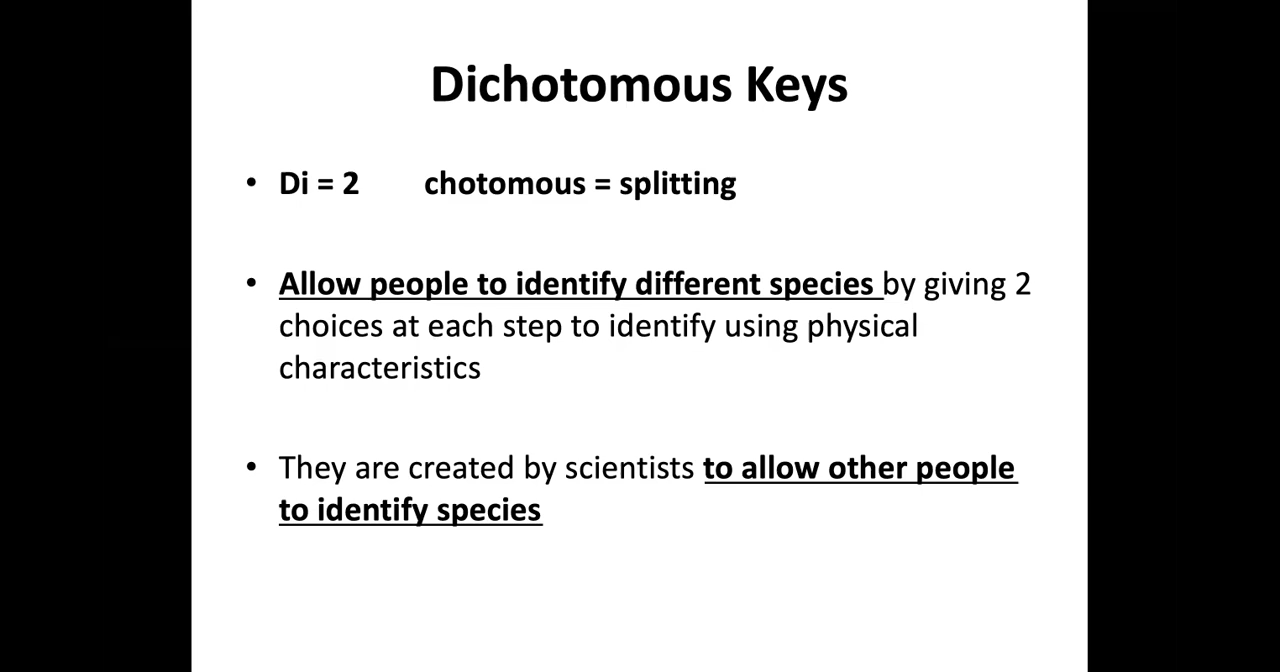 Dichotomous Keys
• Di = 2 chotomous = splitting
• Allow people to identify different species by giving 2
choices at each step to identify using physical
characteristics
• They are created by scientists to allow other people
to identify species